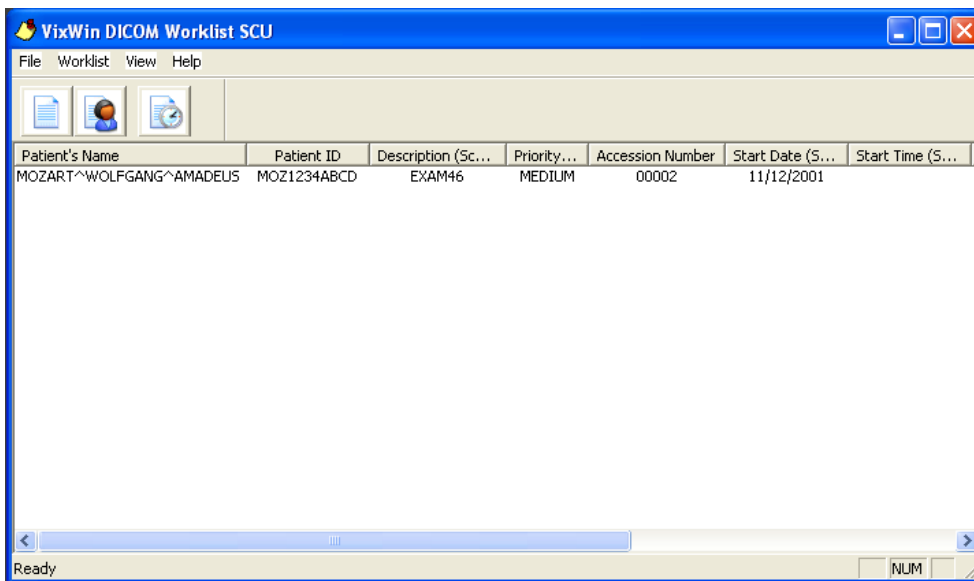 VixWin DICOM Worklist SCU
File Worklist View Help
Patient's Name Patient ID Description (Sc... Priority... Accession Number Start Date (S... Start Time (S...
MOZART^WOLFGANG^AMADEUS MOZ1234ABCD EXAM46 MEDIUM 00002 11/12/2001
Ready NUM